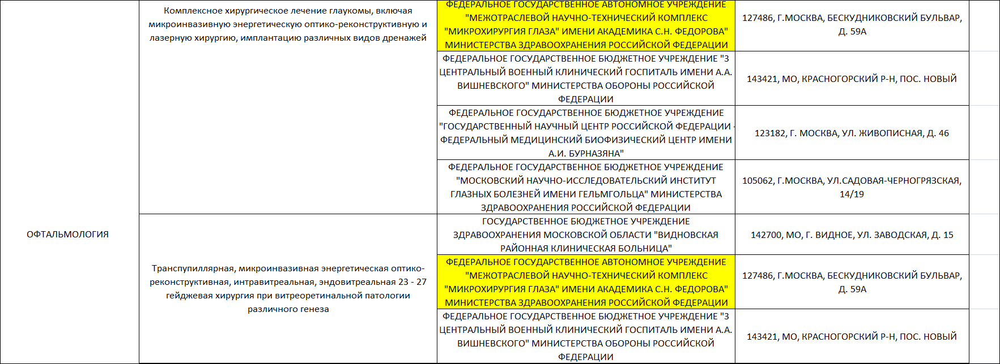 ОФТАЛЬМОЛОГИЯ
Комплексное хирургическое лечение глаукомы, включая
микроинвазивную энергетическую оптико-реконструктивную и
лазерную хирургию, имплантацию различных видов дренажей
ФЕДЕРАЛЬНОЕ ГОСУДАРСТВЕННОЕ АВТОНОМНОЕ УЧРЕЖДЕНИЕ
"МЕЖОТРАСЛЕВОЙ НАУЧНО-ТЕХНИЧЕСКИЙ КОМПЛЕКС
"МИКРОХИРУРГИЯ ГЛАЗА" ИМЕНИ АКАДЕМИКА С.Н. ФЕДОРОВА"
МИНИСТЕРСТВА ЗДРАВООХРАНЕНИЯ РОССИЙСКОЙ ФЕДЕРАЦИИ
127486, Г.МОСКВА, БЕСКУДНИКОВСКИЙ БУЛЬВАР,
Д. 59А
ФЕДЕРАЛЬНОЕ ГОСУДАРСТВЕННОЕ БЮДЖЕТНОЕ УЧРЕЖДЕНИЕ "3
ЦЕНТРАЛЬНЫЙ ВОЕННЫЙ КЛИНИЧЕСКИЙ ГОСПИТАЛЬ ИМЕНИ А.А.
ВИШНЕВСКОГО" МИНИСТЕРСТВА ОБОРОНЫ РОССИЙСКОЙ
ФЕДЕРАЦИИ
143421, МО, КРАСНОГОРСКИЙ Р-Н, ПОС. НОВЫЙ
ФЕДЕРАЛЬНОЕ ГОСУДАРСТВЕННОЕ БЮДЖЕТНОЕ УЧРЕЖДЕНИЕ
"ГОСУДАРСТВЕННЫЙ НАУЧНЫЙ ЦЕНТР РОССИЙСКОЙ ФЕДЕРАЦИИ -
ФЕДЕРАЛЬНЫЙ МЕДИЦИНСКИЙ БИОФИЗИЧЕСКИЙ ЦЕНТР ИМЕНИ
А.И. БУРНАЗЯНА"
123182, Г. МОСКВА, УЛ. ЖИВОПИСНАЯ, Д. 46
ФЕДЕРАЛЬНОЕ ГОСУДАРСТВЕННОЕ БЮДЖЕТНОЕ УЧРЕЖДЕНИЕ
"МОСКОВСКИЙ НАУЧНО-ИССЛЕДОВАТЕЛЬСКИЙ ИНСТИТУТ
ГЛАЗНЫХ БОЛЕЗНЕЙ ИМЕНИ ГЕЛЬМГОЛЬЦА" МИНИСТЕРСТВА
ЗДРАВООХРАНЕНИЯ РОССИЙСКОЙ ФЕДЕРАЦИИ
105062, Г.МОСКВА, УЛ.САДОВАЯ-ЧЕРНОГРЯЗСКАЯ,
14/19
Транспупиллярная, микроинвазивная энергетическая оптико-
реконструктивная, интравитреальная, эндовитреальная 23 - 27
гейджевая хирургия при витреоретинальной патологии
различного генеза
ГОСУДАРСТВЕННОЕ БЮДЖЕТНОЕ УЧРЕЖДЕНИЕ
ЗДРАВООХРАНЕНИЯ МОСКОВСКОЙ ОБЛАСТИ "ВИДНОВСКАЯ
РАЙОННАЯ КЛИНИЧЕСКАЯ БОЛЬНИЦА"
142700, МО, Г. ВИДНОЕ, УЛ. ЗАВОДСКАЯ, Д. 15
ФЕДЕРАЛЬНОЕ ГОСУДАРСТВЕННОЕ АВТОНОМНОЕ УЧРЕЖДЕНИЕ
"МЕЖОТРАСЛЕВОЙ НАУЧНО-ТЕХНИЧЕСКИЙ КОМПЛЕКС
"МИКРОХИРУРГИЯ ГЛАЗА" ИМЕНИ АКАДЕМИКА С.Н. ФЕДОРОВА"
МИНИСТЕРСТВА ЗДРАВООХРАНЕНИЯ РОССИЙСКОЙ ФЕДЕРАЦИИ
127486, Г.МОСКВА, БЕСКУДНИКОВСКИЙ БУЛЬВАР,
Д. 59А
ФЕДЕРАЛЬНОЕ ГОСУДАРСТВЕННОЕ БЮДЖЕТНОЕ УЧРЕЖДЕНИЕ "3
ЦЕНТРАЛЬНЫЙ ВОЕННЫЙ КЛИНИЧЕСКИЙ ГОСПИТАЛЬ ИМЕНИ А.А.
ВИШНЕВСКОГО" МИНИСТЕРСТВА ОБОРОНЫ РОССИЙСКОЙ
ФЕДЕРАЦИИ
143421, МО, КРАСНОГОРСКИЙ Р-Н, ПОС. НОВЫЙ